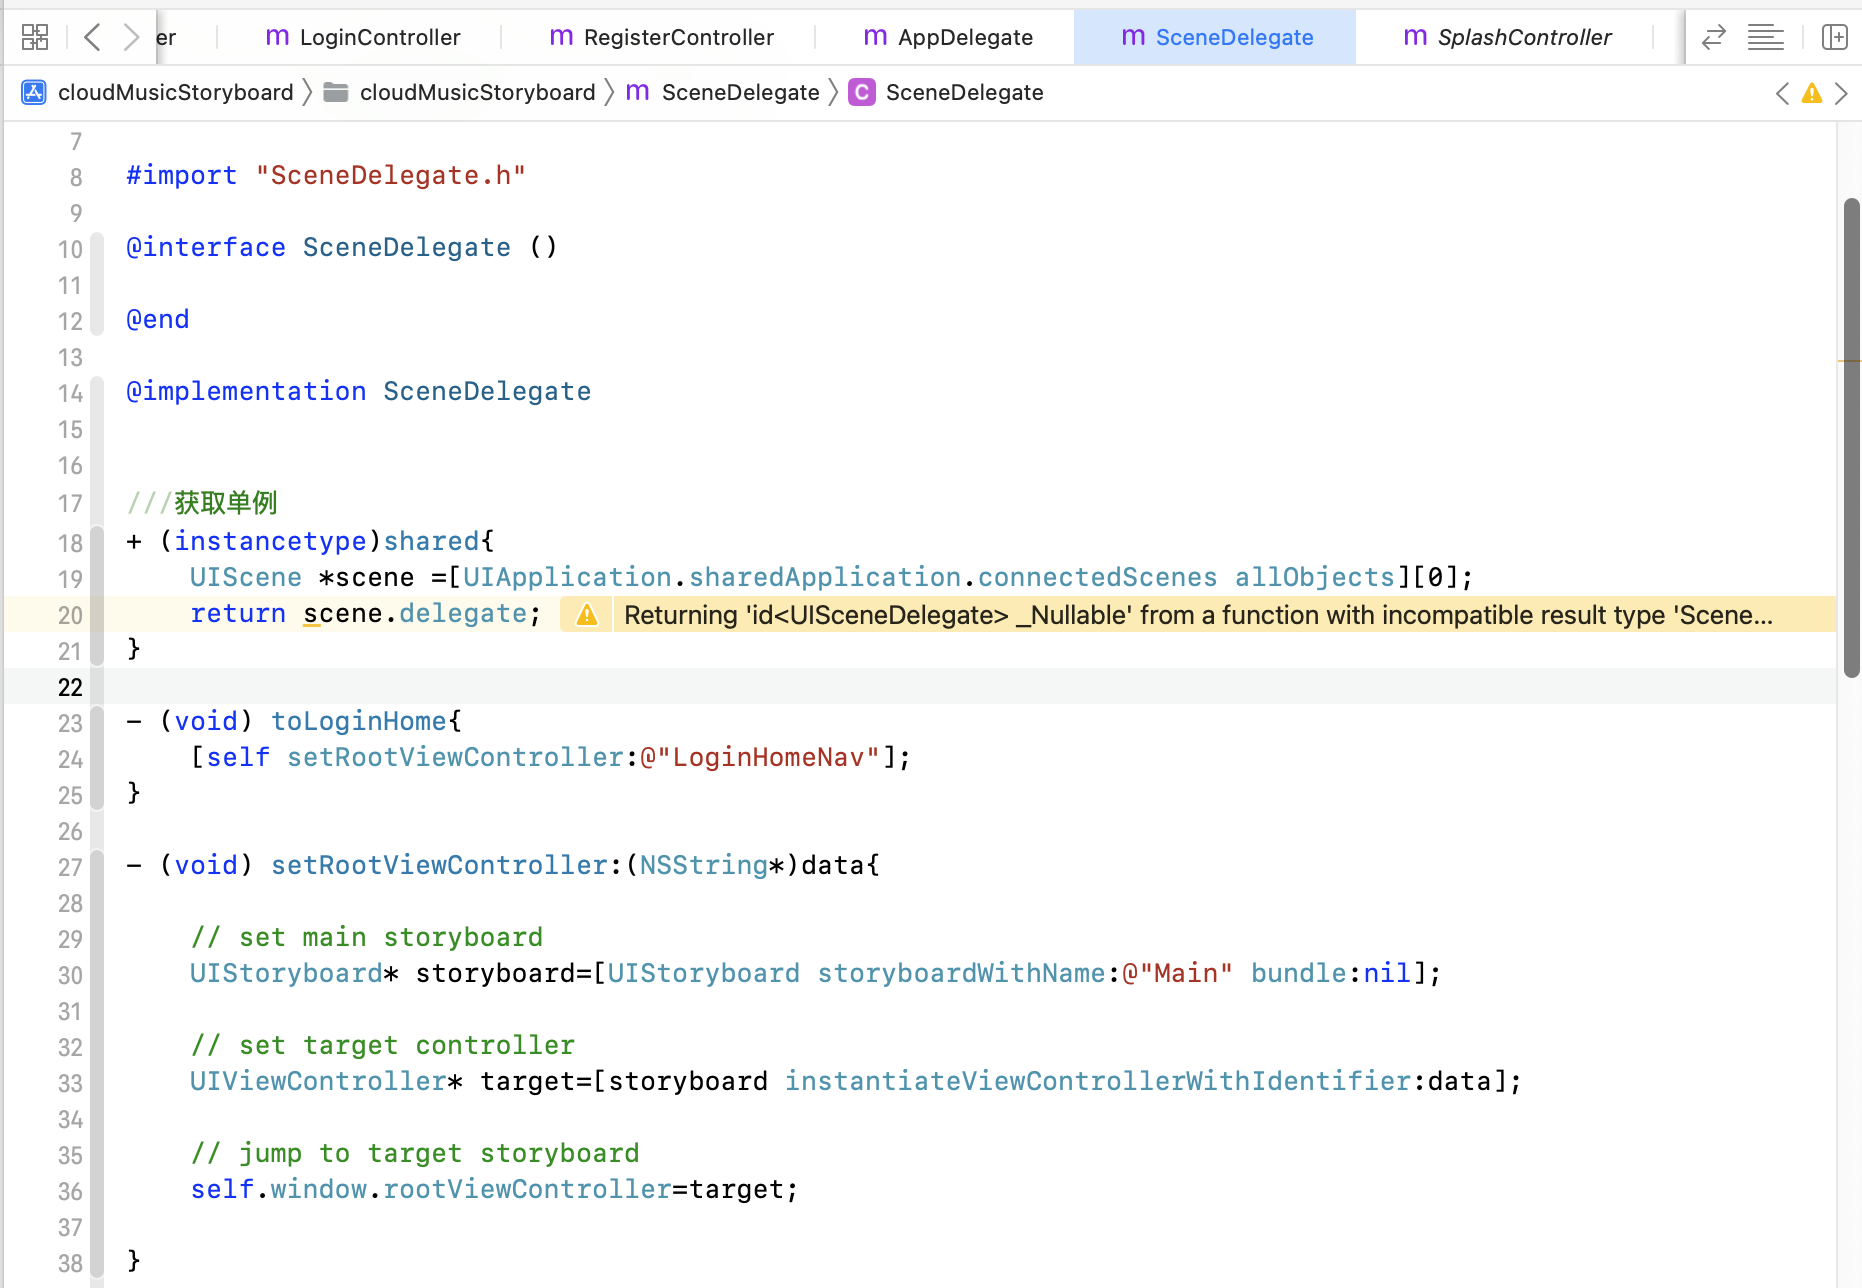 er
m LoginController
m RegisterController
m AppDelegate
m SceneDelegate
m SplashController
cloudMusicStoryboard
cloudMusicStoryboard
m SceneDelegate
C SceneDelegate
7
8 #import "SceneDelegate.h"
9
10 @interface SceneDelegate ()
11
12 @end
13
14 @implementation SceneDelegate
15
16
17 ///获取单例
18 + (instancetype)shared{
19     UIScene *scene =[UIApplication.sharedApplication.connectedScenes allObjects][0];
20     return scene.delegate; Returning 'id<UISceneDelegate> _Nullable' from a function with incompatible result type 'Scene...
21 }
22
23 - (void) toLoginHome{
24     [self setRootViewController:@"LoginHomeNav"];
25 }
26
27 - (void) setRootViewController:(NSString*)data{
28
29     // set main storyboard
30     UIStoryboard* storyboard=[UIStoryboard storyboardWithName:@"Main" bundle:nil];
31
32     // set target controller
33     UIViewController* target=[storyboard instantiateViewControllerWithIdentifier:data];
34
35     // jump to target storyboard
36     self.window.rootViewController=target;
37
38 }